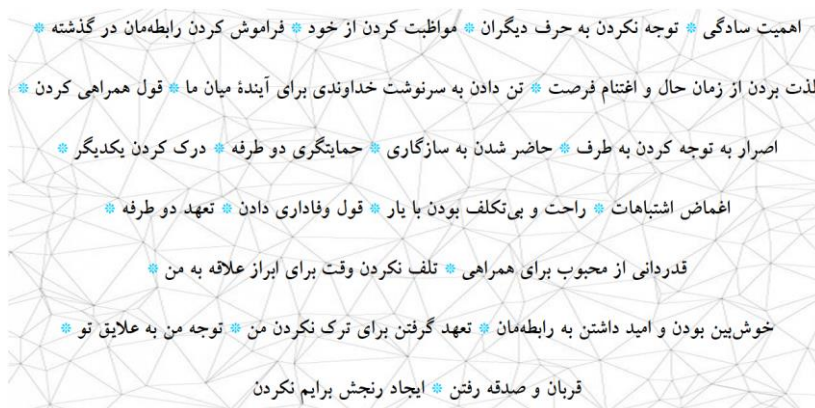 اهمیت سادگی * توجه نکردن به حرف دیگران * مواظبت کردن از خود * فراموش کردن رابطه‌مان در گذشته *
لذت بردن از زمان حال و اغتنام فرصت * تن دادن به سرنوشت خداوندی برای آیندهٔ میان ما * قول همراهی کردن *
اصرار به توجه کردن به طرف * حاضر شدن به سازگاری * حمایتگری دو طرفه * درک کردن یکدیگر *
اغماض اشتباهات * راحت و بی‌تکلف بودن با یار * قول وفاداری دادن * تعهد دو طرفه *
قدردانی از محبوب برای همراهی * تلف نکردن وقت برای ابراز علاقه به من *
خوش‌بین بودن و امید داشتن به رابطه‌مان * تعهد گرفتن برای ترک نکردن من * توجه من به علایق تو *
قربان و صدقه رفتن * ایجاد رنجش برایم نکردن